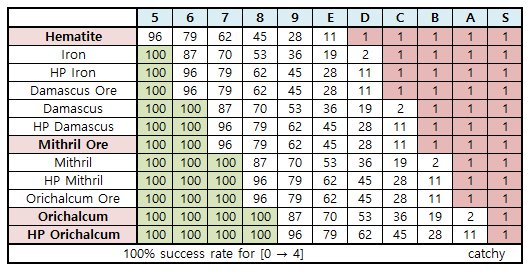 5 6 7 8 9 E D C B A S
Hematite 96 79 62 45 28 11 1 1 1 1 1
Iron 100 87 70 53 36 19 2 1 1 1 1
HP Iron 100 96 79 62 45 28 11 1 1 1 1
Damascus Ore 100 96 79 62 45 28 11 1 1 1 1
Damascus 100 100 87 70 53 36 19 2 1 1 1
HP Damascus 100 100 96 79 62 45 28 11 1 1 1
Mithril Ore 100 100 96 79 62 45 28 11 1 1 1
Mithril 100 100 100 87 70 53 36 19 2 1 1
HP Mithril 100 100 100 96 79 62 45 28 11 1 1
Orichalcum Ore 100 100 100 96 79 62 45 28 11 1 1
Orichalcum 100 100 100 100 87 70 53 36 19 2 1
HP Orichalcum 100 100 100 100 96 79 62 45 28 11 1
100% success rate for [0 → 4] catchy